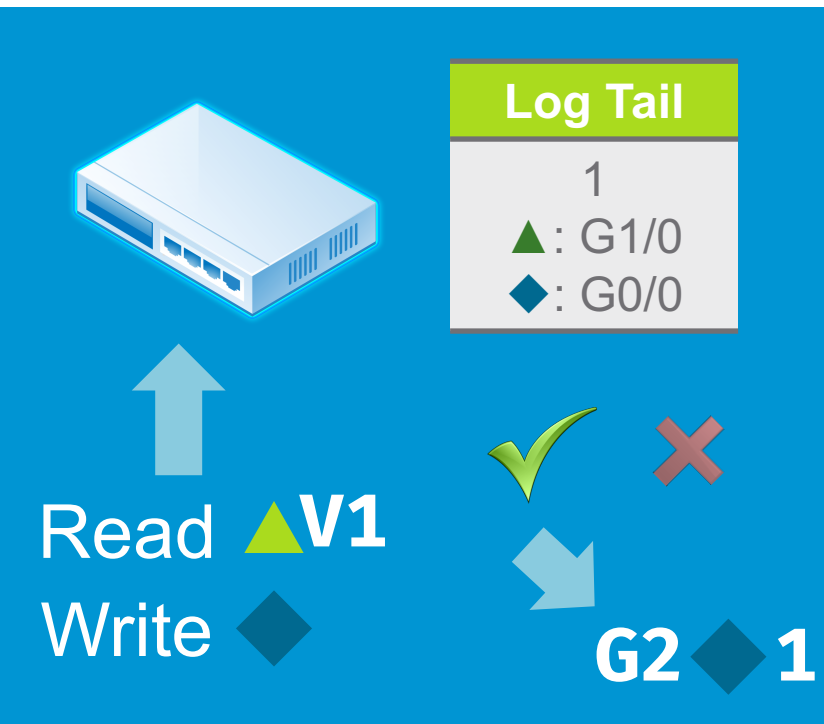 Log Tail
1
▲: G1/0
◆: G0/0
Read ▲V1
Write ◆
G2 ◆ 1